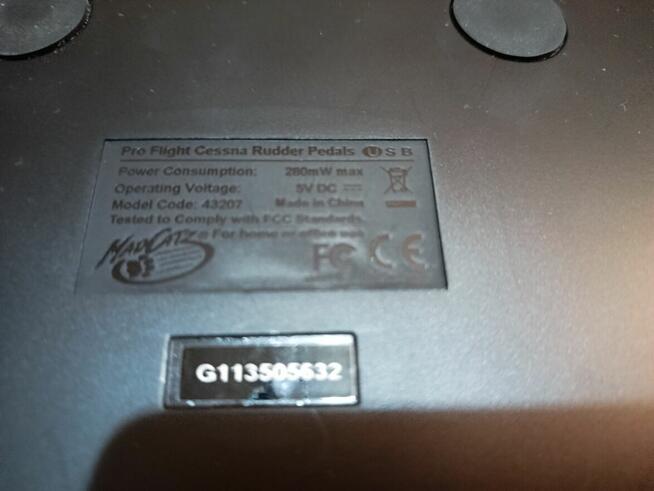 Pro Flight Cessna Rudder Pedals USB
Power Consumption: 280mW max
Operating Voltage: 5V DC
Model Code: 43207 Made in China
Tested to Comply with FCC Standards
MADCATZ® For home or office use
FC CE
G113505632